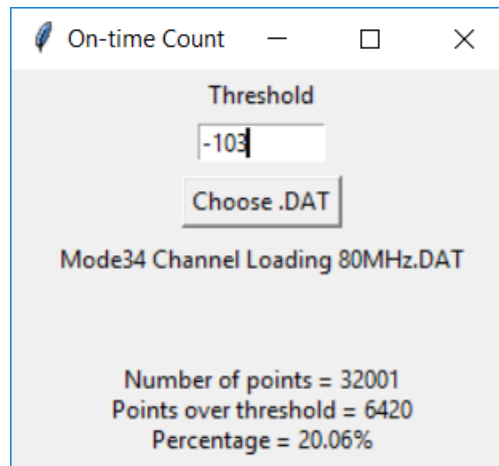 On-time Count
Threshold
-103
Choose .DAT
Mode34 Channel Loading 80MHz.DAT
Number of points = 32001
Points over threshold = 6420
Percentage = 20.06%